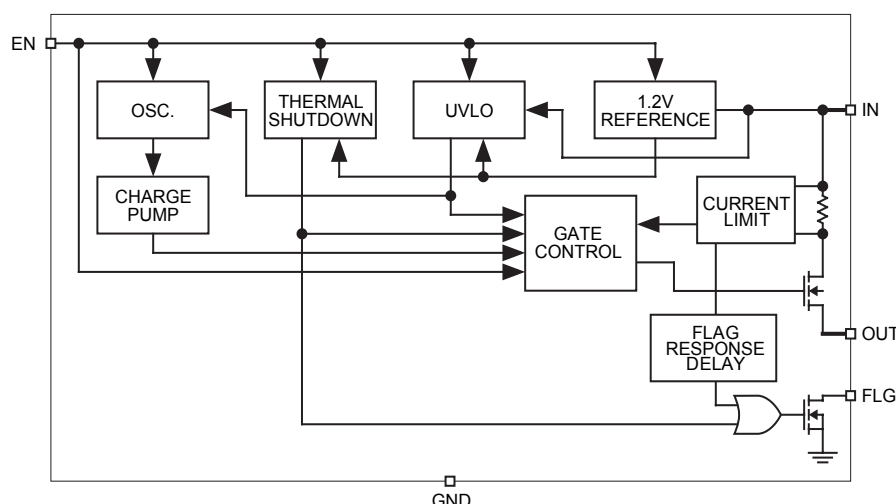 EN
OSC.
THERMAL
SHUTDOWN
UVLO
1.2V
REFERENCE
IN
CHARGE
PUMP
GATE
CONTROL
CURRENT
LIMIT
FLAG
RESPONSE
DELAY
OUT
FLG
GND